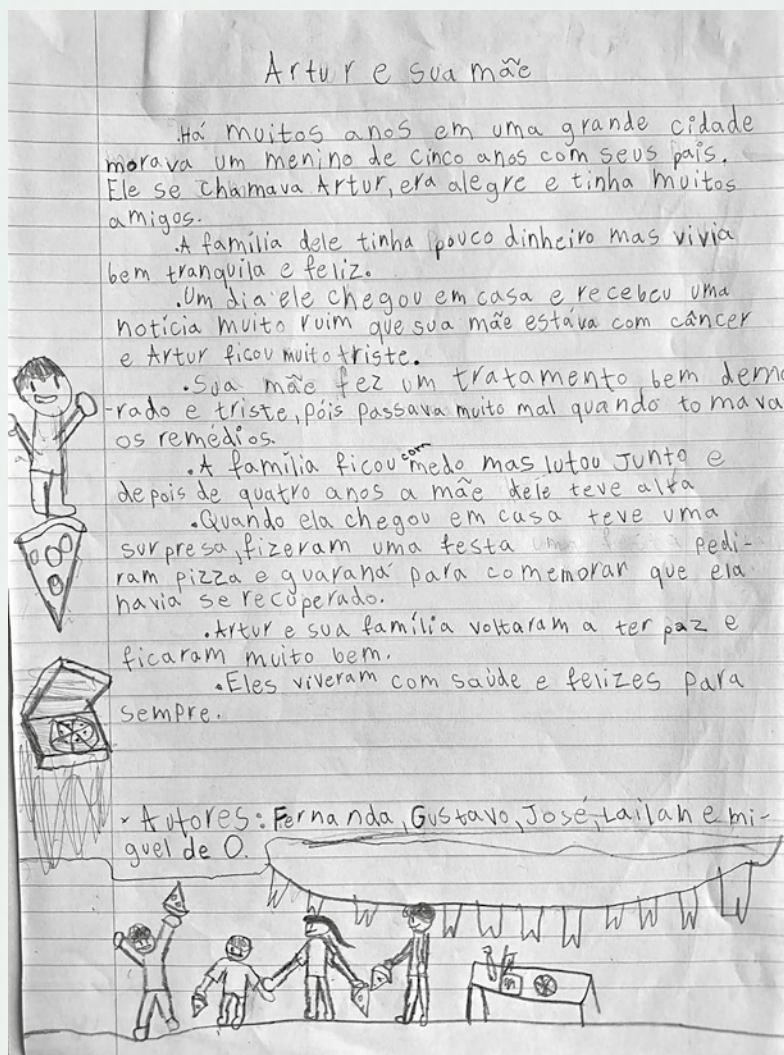 Artur e sua mãe
.Há muitos anos em uma grande cidade
morava um menino de cinco anos com seus pais.
Ele se chamava Artur, era alegre e tinha muitos
amigos.
.A família dele tinha pouco dinheiro mas vivia
bem tranquila e feliz.
.Um dia ele chegou em casa e recebeu uma
notícia muito ruim que sua mãe estáva com câncer
e Artur ficou muito triste.
.Sua mãe fez um tratamento bem demo
-rado e triste, póis passava muito mal quando tomava
os remédios.
.A família ficou com medo mas lutou Junto e
depois de quatro anos a mãe dele teve alta
.Quando ela chegou em casa teve uma
surpresa, fizeram uma festa pedi-
ram pizza e guaraná para comemorar que ela
havia se recuperado.
.Artur e sua família voltaram a ter paz e
ficaram muito bem.
.Eles viveram com saúde e felizes para
sempre.
- Autores: Fernanda, Gustavo, José, Lailah e mi-
guel de O.